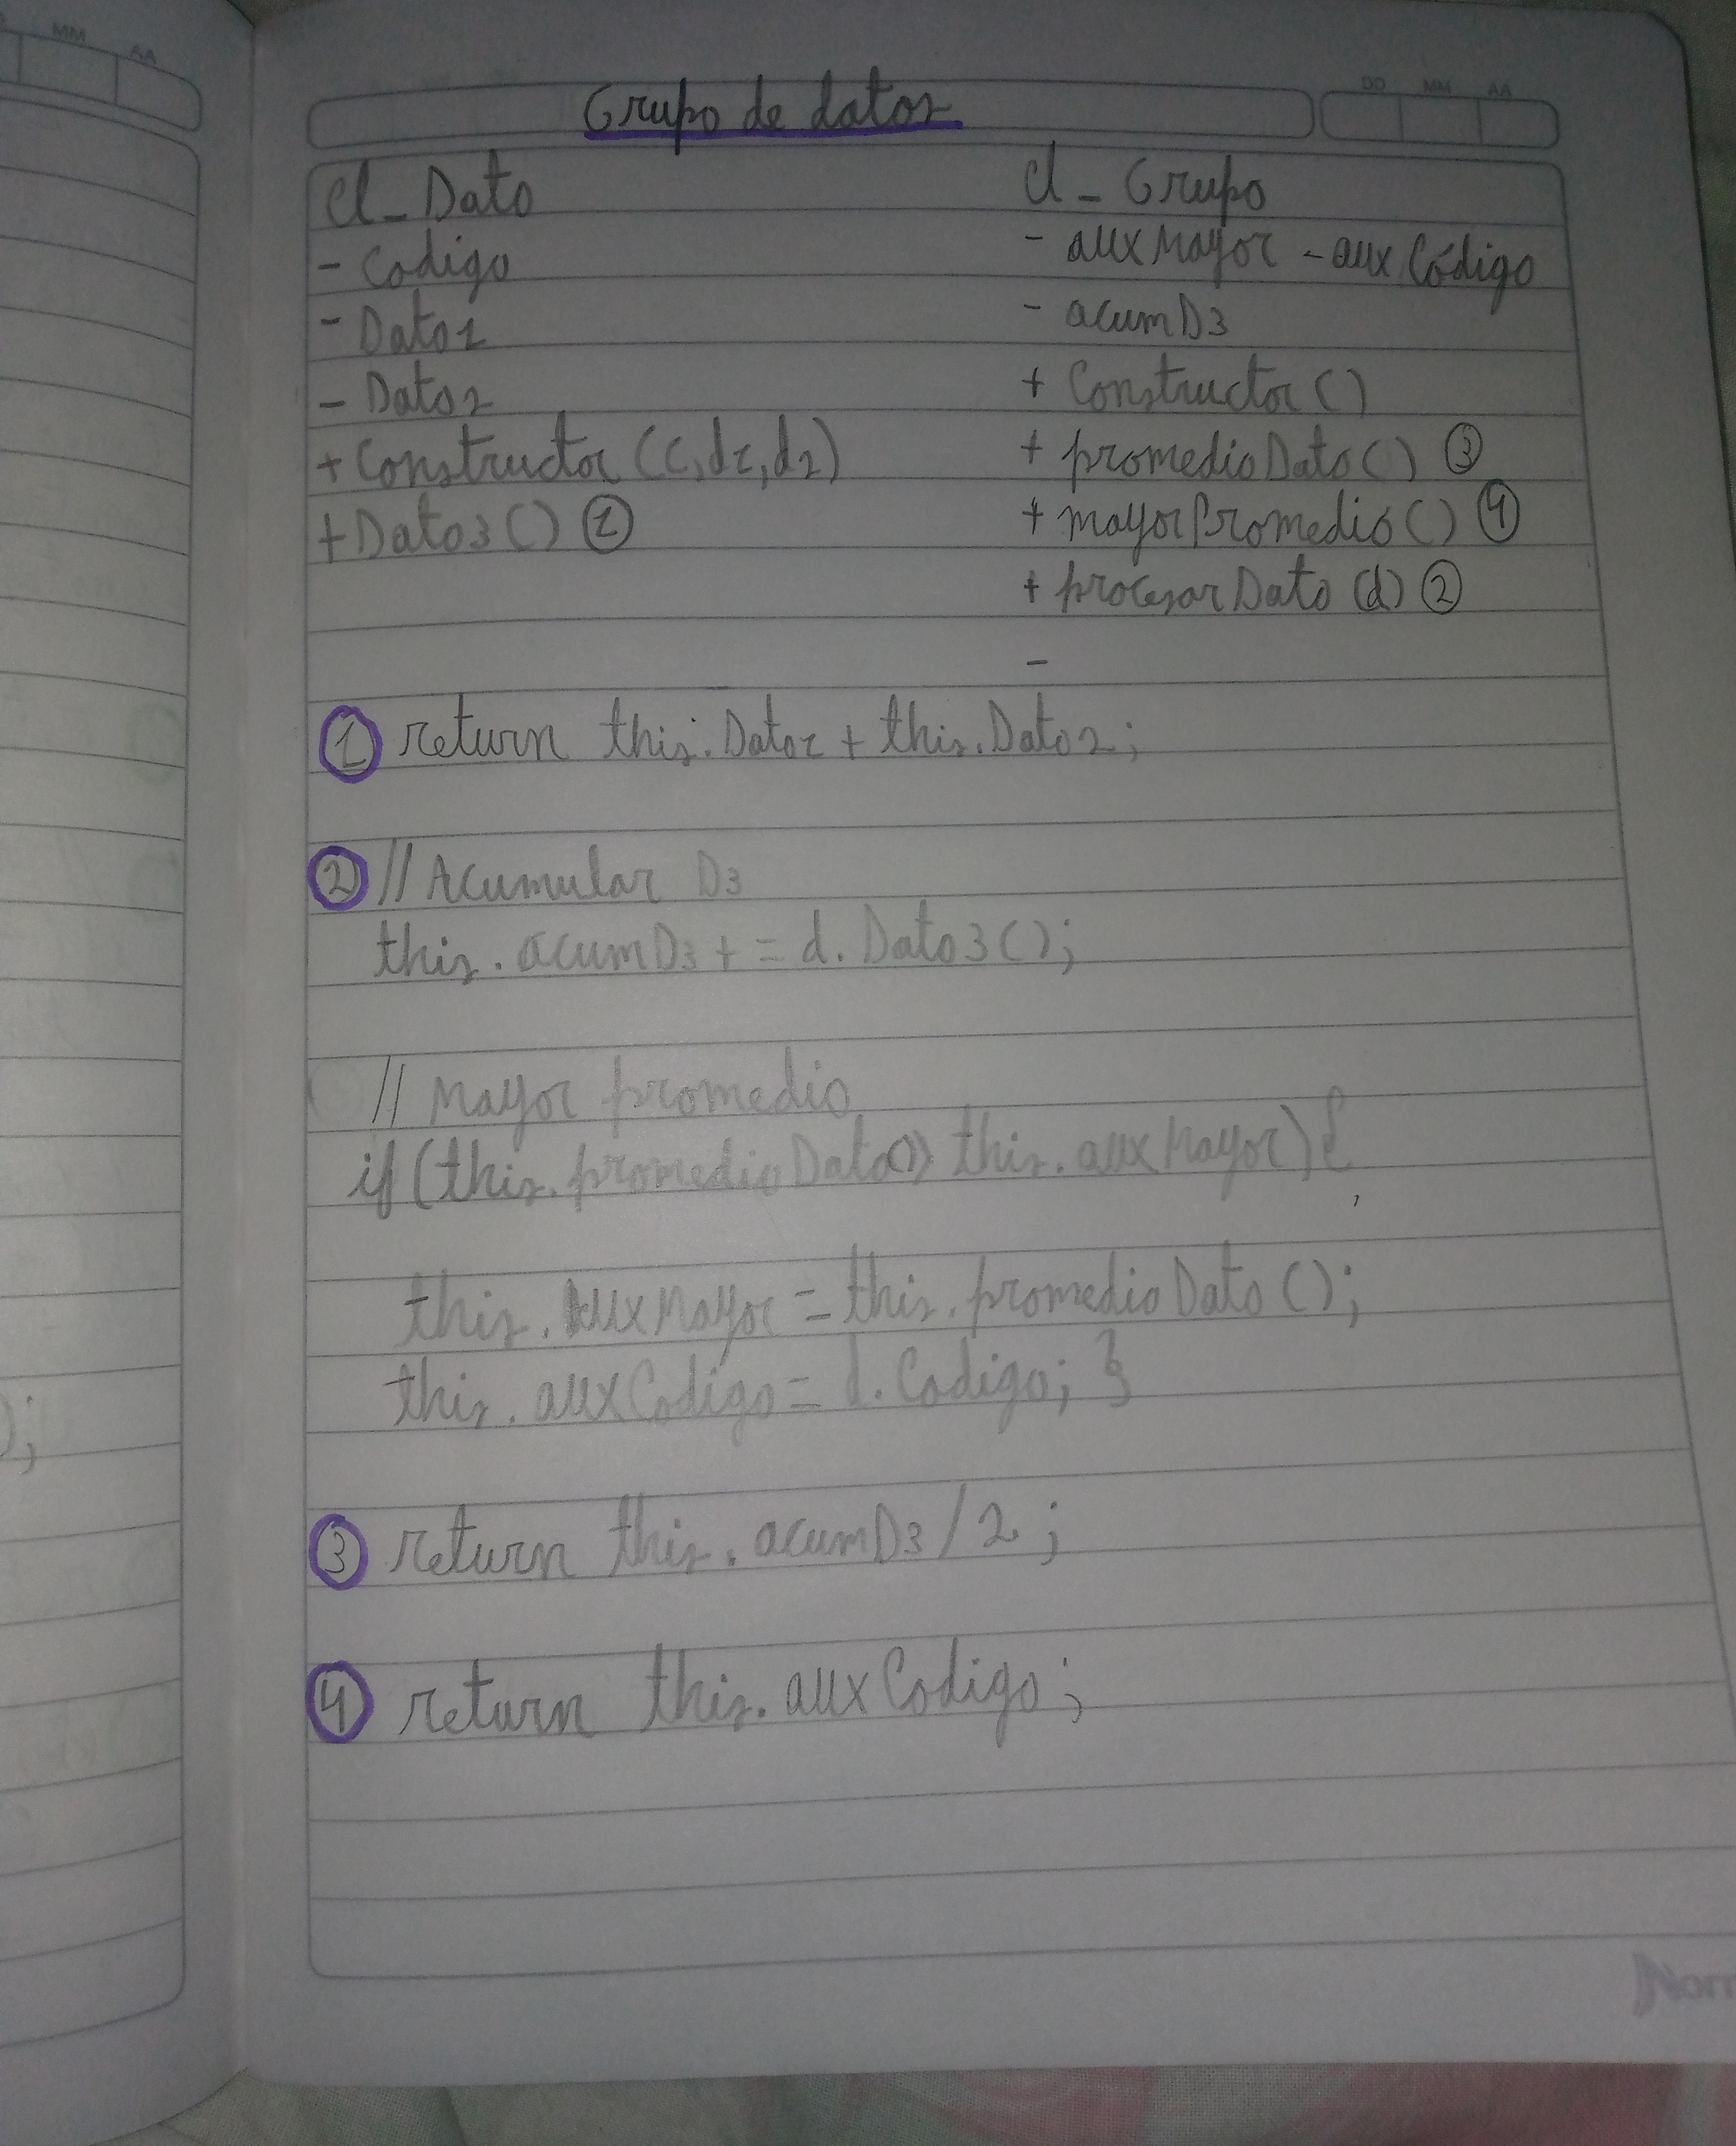 MM AA
DD MM AA
Grupo de datos
Cl_Dato
- Codigo
- Dato1
- Dato2
+ Constructor (c,d1,d2)
+ Dato3() ①
Cl_Grupo
- auxMayor - auxCódigo
- acumD3
+ Constructor()
+ promedioDato() ③
+ mayorPromedio() ④
+ procesarDato (d) ②
-
① return this.Dato1 + this.Dato2;
② // Acumular D3
this.acumD3 += d.Dato3();
// Mayor promedio
if (this.promedioDato()> this.auxMayor){
this.auxMayor = this.promedioDato();
this.auxCodigo = d.Codigo; }
③ return this.acumD3/2;
④ return this.auxCodigo;
);
Norm